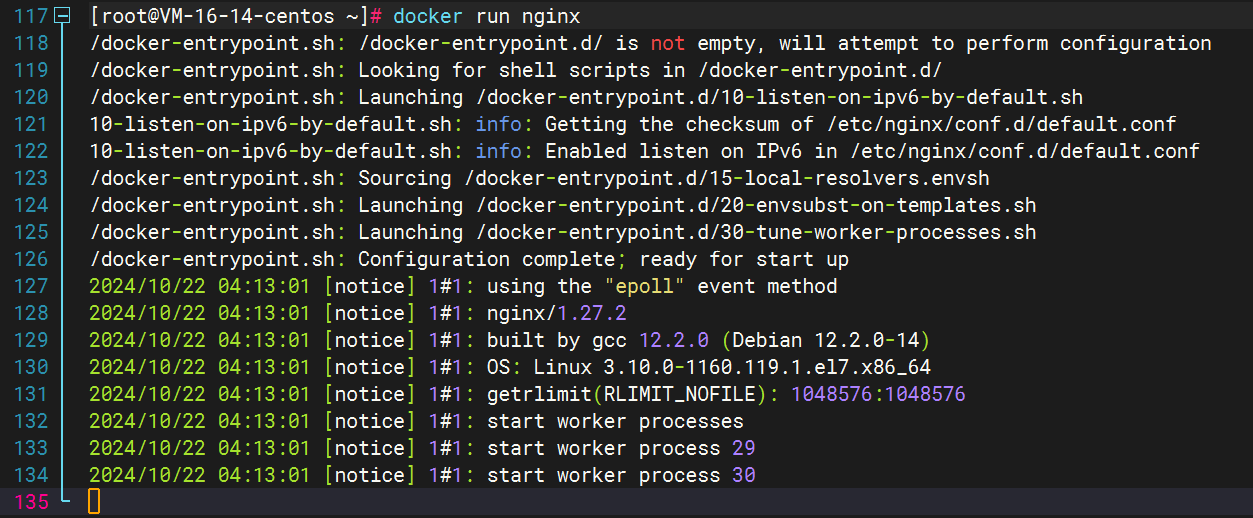 117 [root@VM-16-14-centos ~]# docker run nginx
118 /docker-entrypoint.sh: /docker-entrypoint.d/ is not empty, will attempt to perform configuration
119 /docker-entrypoint.sh: Looking for shell scripts in /docker-entrypoint.d/
120 /docker-entrypoint.sh: Launching /docker-entrypoint.d/10-listen-on-ipv6-by-default.sh
121 10-listen-on-ipv6-by-default.sh: info: Getting the checksum of /etc/nginx/conf.d/default.conf
122 10-listen-on-ipv6-by-default.sh: info: Enabled listen on IPv6 in /etc/nginx/conf.d/default.conf
123 /docker-entrypoint.sh: Sourcing /docker-entrypoint.d/15-local-resolvers.envsh
124 /docker-entrypoint.sh: Launching /docker-entrypoint.d/20-envsubst-on-templates.sh
125 /docker-entrypoint.sh: Launching /docker-entrypoint.d/30-tune-worker-processes.sh
126 /docker-entrypoint.sh: Configuration complete; ready for start up
127 2024/10/22 04:13:01 [notice] 1#1: using the "epoll" event method
128 2024/10/22 04:13:01 [notice] 1#1: nginx/1.27.2
129 2024/10/22 04:13:01 [notice] 1#1: built by gcc 12.2.0 (Debian 12.2.0-14)
130 2024/10/22 04:13:01 [notice] 1#1: OS: Linux 3.10.0-1160.119.1.el7.x86_64
131 2024/10/22 04:13:01 [notice] 1#1: getrlimit(RLIMIT_NOFILE): 1048576:1048576
132 2024/10/22 04:13:01 [notice] 1#1: start worker processes
133 2024/10/22 04:13:01 [notice] 1#1: start worker process 29
134 2024/10/22 04:13:01 [notice] 1#1: start worker process 30
135